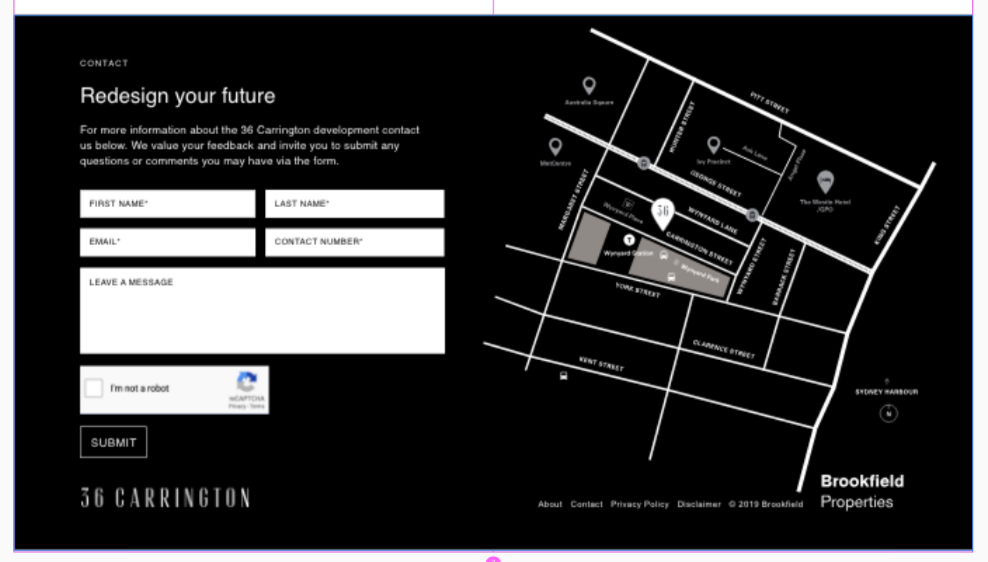 CONTACT
Redesign your future
For more information about the 36 Carrington development contact
us below. We value your feedback and invite you to submit any
questions or comments you may have via the form.
FIRST NAME*
LAST NAME*
EMAIL*
CONTACT NUMBER*
LEAVE A MESSAGE
I'm not a robot
reCAPTCHA
Privacy - Terms
SUBMIT
36 CARRINGTON
PITT STREET
Australia Square
HUNTER STREET
Ash Lane
Ivy Precinct
Angel Place
MetCentre
GEORGE STREET
The Westin Hotel
/GPO
MARGARET STREET
Wynyard Place
36
WYNYARD LANE
KING STREET
CARRINGTON STREET
T
Wynyard Station
Wynyard Park
WYNYARD STREET
BARRACK STREET
YORK STREET
CLARENCE STREET
KENT STREET
SYDNEY HARBOUR
N
About Contact Privacy Policy Disclaimer © 2019 Brookfield
Brookfield
Properties